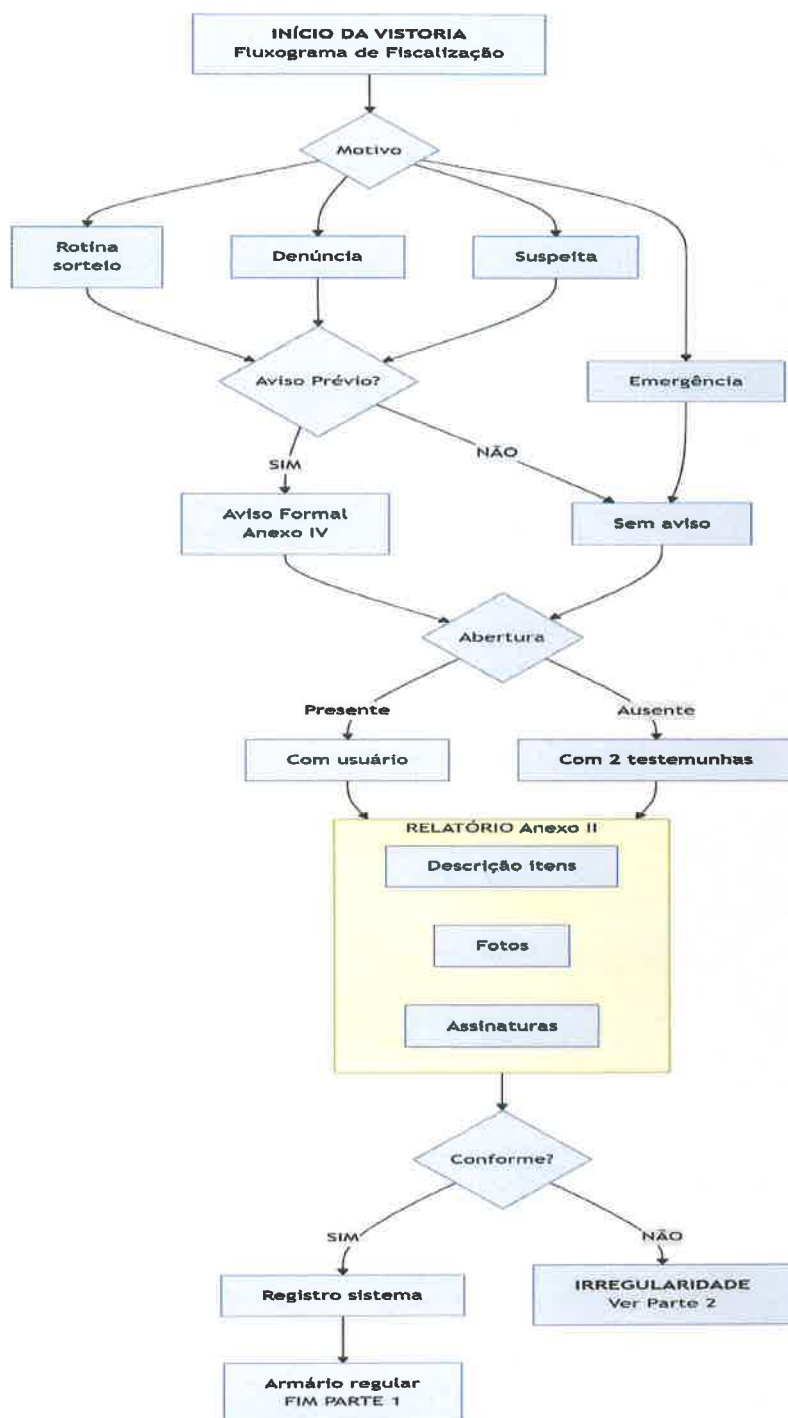 INÍCIO DA VISTORIA
Fluxograma de Fiscalização
Motivo
Rotina
sorteio
Denúncia
Suspeita
Aviso Prévio?
Emergência
SIM
NÃO
Aviso Formal
Anexo IV
Sem aviso
Abertura
Presente
Ausente
Com usuário
Com 2 testemunhas
RELATÓRIO Anexo II
Descrição itens
Fotos
Assinaturas
Conforme?
SIM
NÃO
Registro sistema
IRREGULARIDADE
Ver Parte 2
Armário regular
FIM PARTE 1